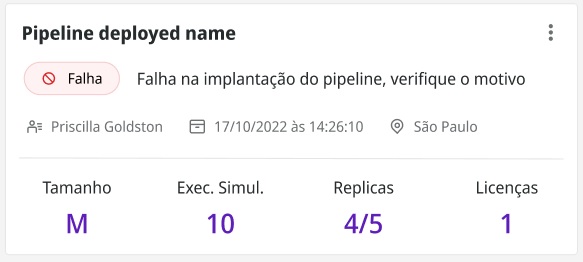 Pipeline deployed name
Falha Falha na implantação do pipeline, verifique o motivo
Priscilla Goldston 17/10/2022 às 14:26:10 São Paulo
Tamanho Exec. Simul. Replicas Licenças
M 10 4/5 1